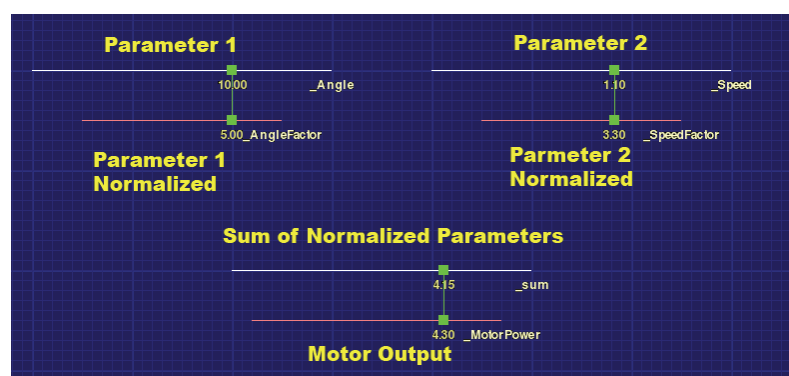 Parameter 1
Parameter 2
10.00 _Angle
1.10 _Speed
5.00_AngleFactor
3.30 _SpeedFactor
Parameter 1
Normalized
Parmeter 2
Normalized
Sum of Normalized Parameters
4.15 _sum
4.30 _MotorPower
Motor Output